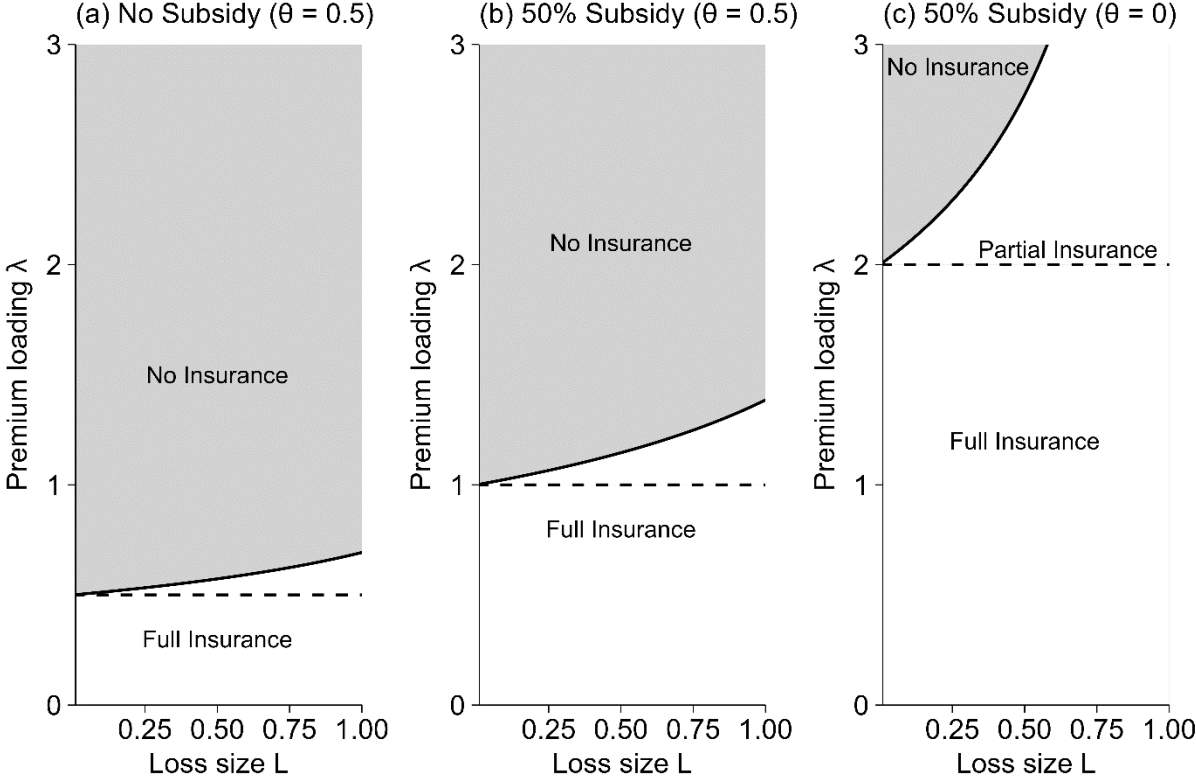 (a) No Subsidy (θ = 0.5)
3
2
1
0
Premium loading λ
No Insurance
Full Insurance
0.25 0.50 0.75 1.00
Loss size L
(b) 50% Subsidy (θ = 0.5)
3
2
1
0
Premium loading λ
No Insurance
Full Insurance
0.25 0.50 0.75 1.00
Loss size L
(c) 50% Subsidy (θ = 0)
3
2
1
0
Premium loading λ
No Insurance
Partial Insurance
Full Insurance
0.25 0.50 0.75 1.00
Loss size L